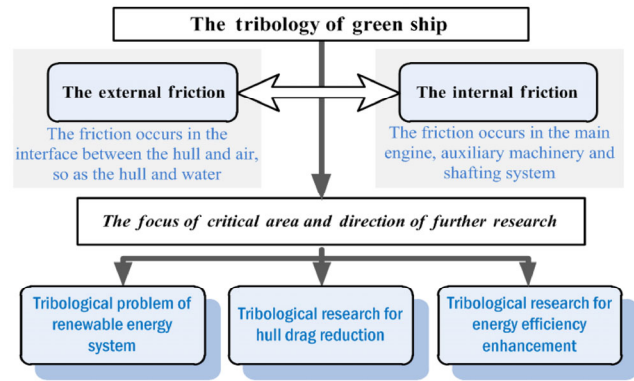 The tribology of green ship
The external friction
The internal friction
The friction occurs in the
interface between the hull and air,
so as the hull and water
The friction occurs in the main
engine, auxiliary machinery and
shafting system
The focus of critical area and direction of further research
Tribological problem of
renewable energy
system
Tribological research for
hull drag reduction
Tribological research for
energy efficiency
enhancement